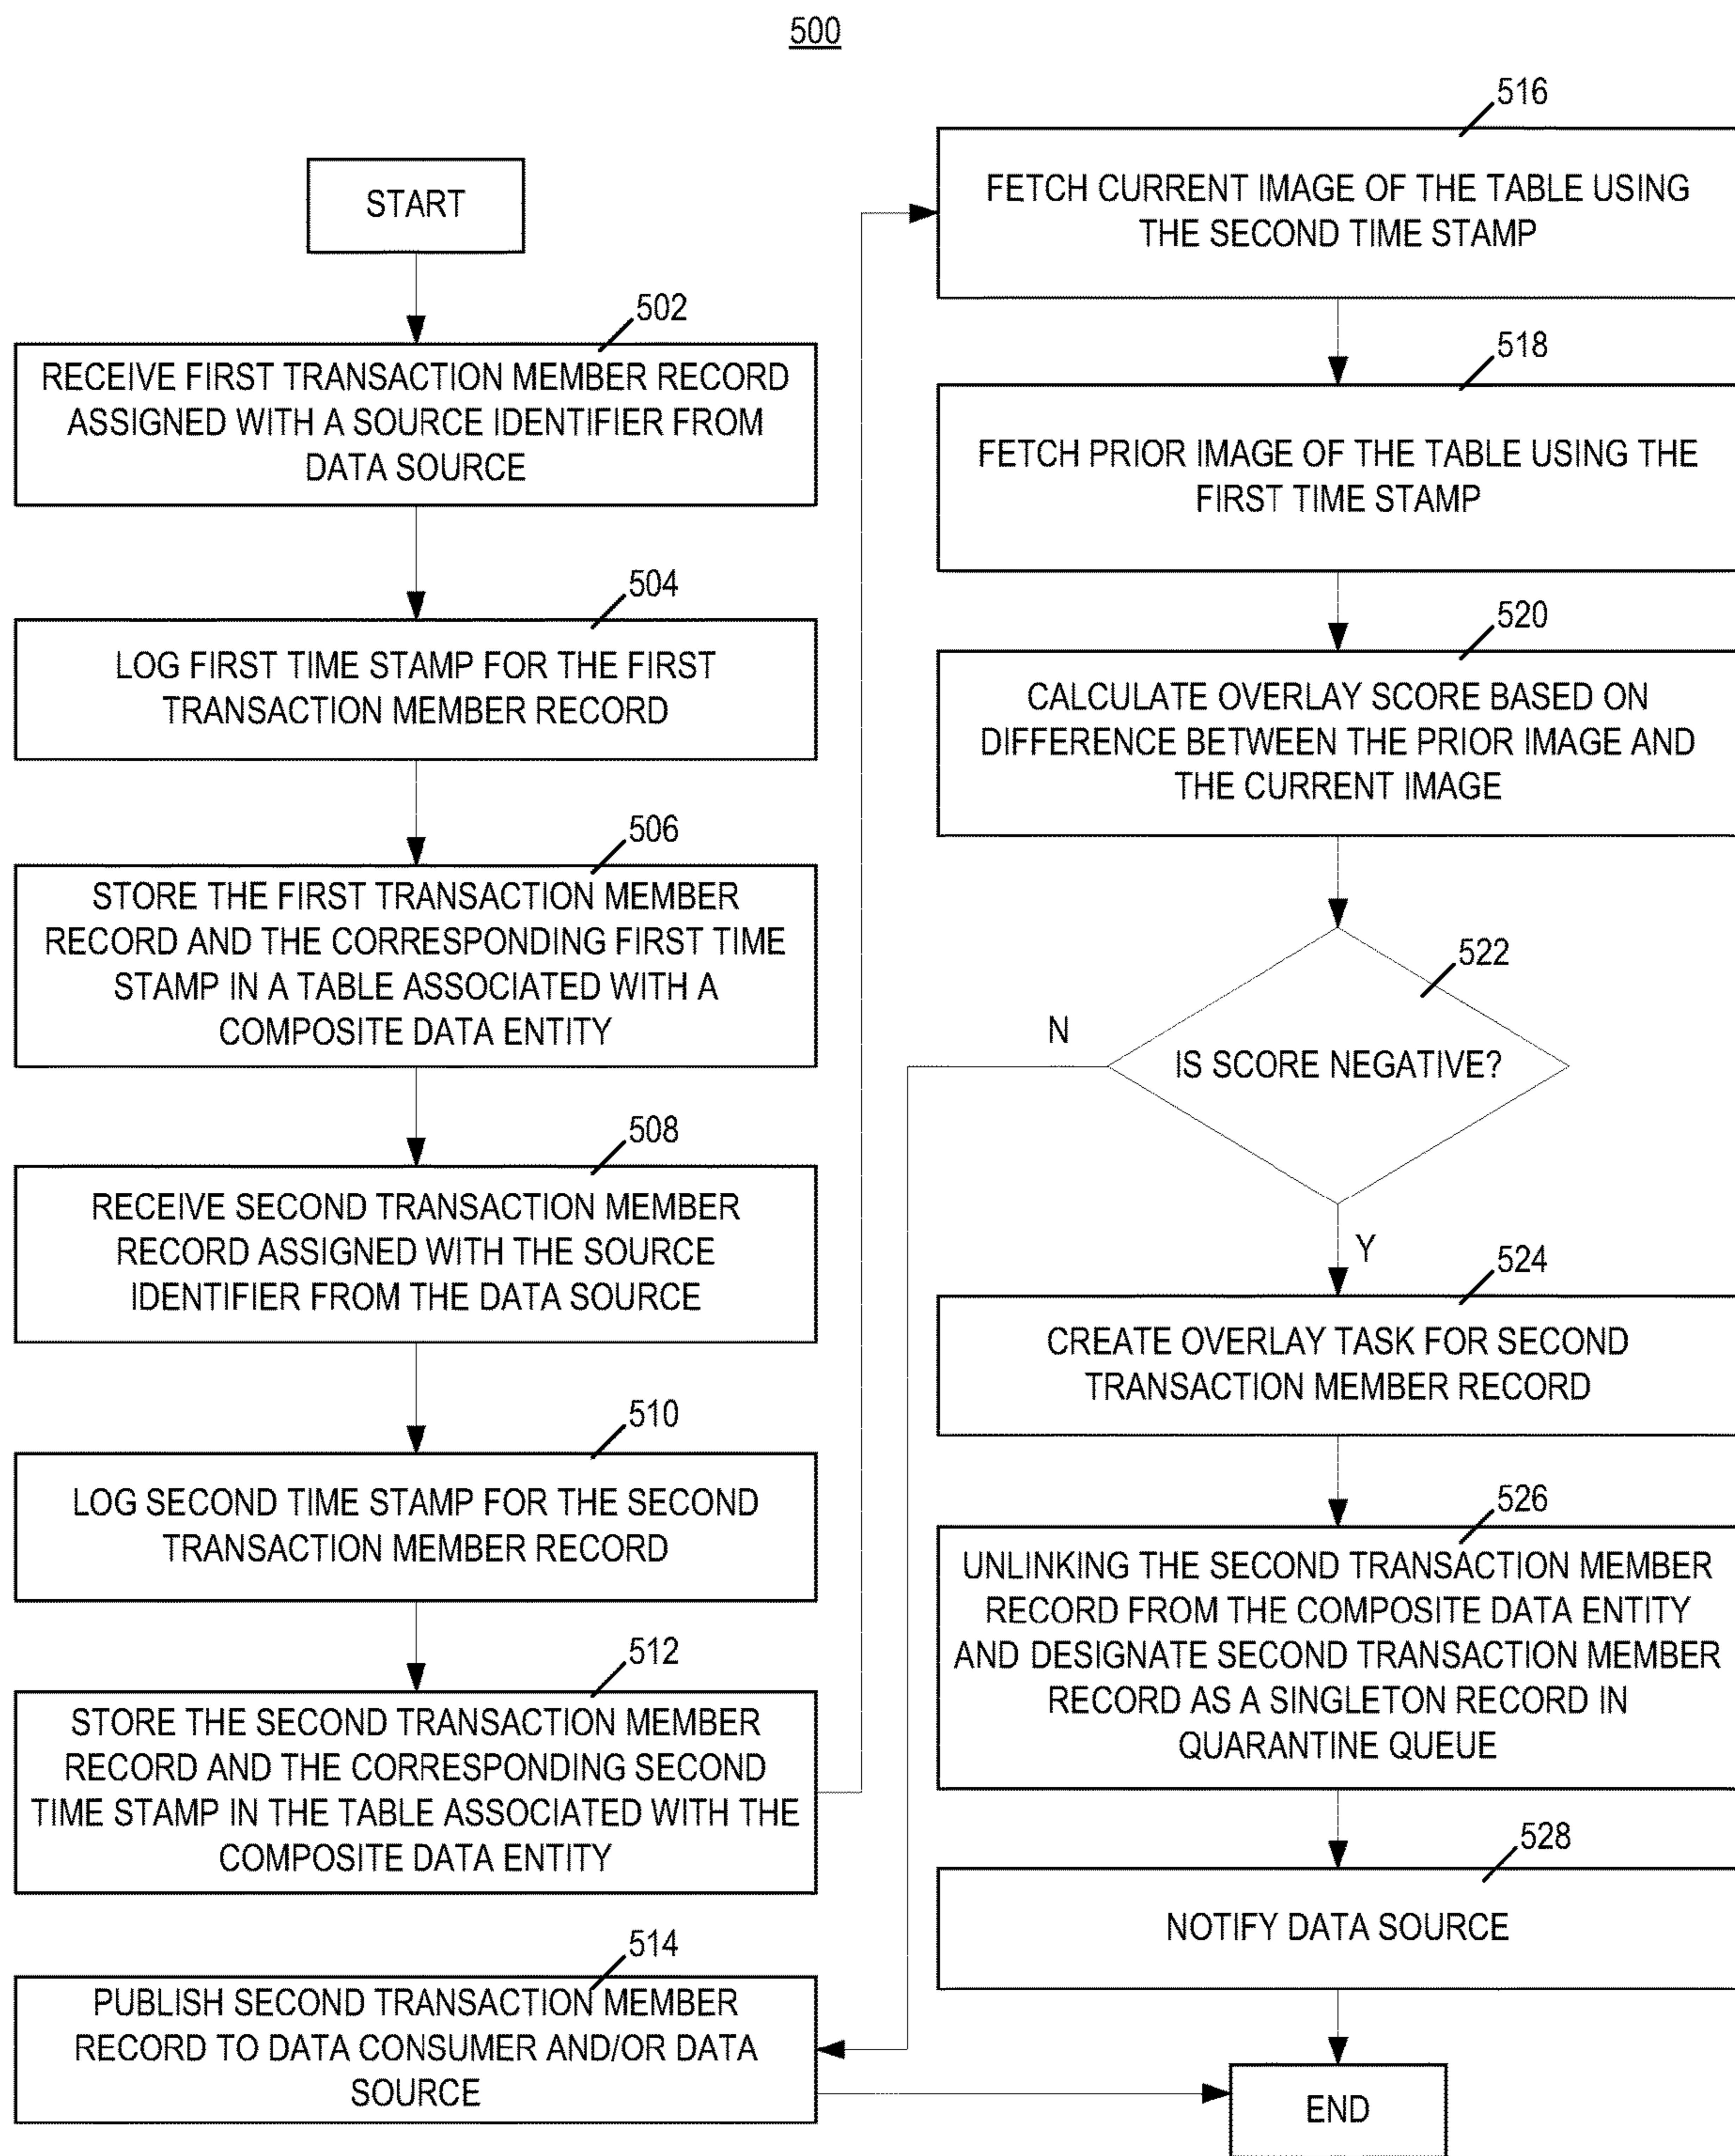 500
START
502
RECEIVE FIRST TRANSACTION MEMBER RECORD
ASSIGNED WITH A SOURCE IDENTIFIER FROM
DATA SOURCE
504
LOG FIRST TIME STAMP FOR THE FIRST
TRANSACTION MEMBER RECORD
506
STORE THE FIRST TRANSACTION MEMBER
RECORD AND THE CORRESPONDING FIRST TIME
STAMP IN A TABLE ASSOCIATED WITH A
COMPOSITE DATA ENTITY
508
RECEIVE SECOND TRANSACTION MEMBER
RECORD ASSIGNED WITH THE SOURCE
IDENTIFIER FROM THE DATA SOURCE
510
LOG SECOND TIME STAMP FOR THE SECOND
TRANSACTION MEMBER RECORD
512
STORE THE SECOND TRANSACTION MEMBER
RECORD AND THE CORRESPONDING SECOND
TIME STAMP IN THE TABLE ASSOCIATED WITH THE
COMPOSITE DATA ENTITY
514
PUBLISH SECOND TRANSACTION MEMBER
RECORD TO DATA CONSUMER AND/OR DATA
SOURCE
516
FETCH CURRENT IMAGE OF THE TABLE USING
THE SECOND TIME STAMP
518
FETCH PRIOR IMAGE OF THE TABLE USING THE
FIRST TIME STAMP
520
CALCULATE OVERLAY SCORE BASED ON
DIFFERENCE BETWEEN THE PRIOR IMAGE AND
THE CURRENT IMAGE
522
N
IS SCORE NEGATIVE?
Y
524
CREATE OVERLAY TASK FOR SECOND
TRANSACTION MEMBER RECORD
526
UNLINKING THE SECOND TRANSACTION MEMBER
RECORD FROM THE COMPOSITE DATA ENTITY
AND DESIGNATE SECOND TRANSACTION MEMBER
RECORD AS A SINGLETON RECORD IN
QUARANTINE QUEUE
528
NOTIFY DATA SOURCE
END